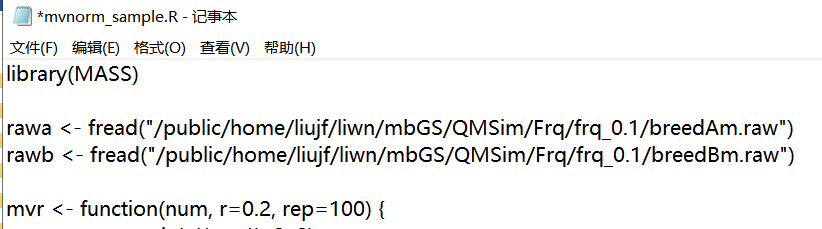 *mvnorm_sample.R - 记事本
文件(F) 编辑(E) 格式(O) 查看(V) 帮助(H)
library(MASS)
rawa <- fread("/public/home/liujf/liwn/mbGS/QMSim/Frq/frq_0.1/breedAm.raw")
rawb <- fread("/public/home/liujf/liwn/mbGS/QMSim/Frq/frq_0.1/breedBm.raw")
mvr <- function(num, r=0.2, rep=100) {